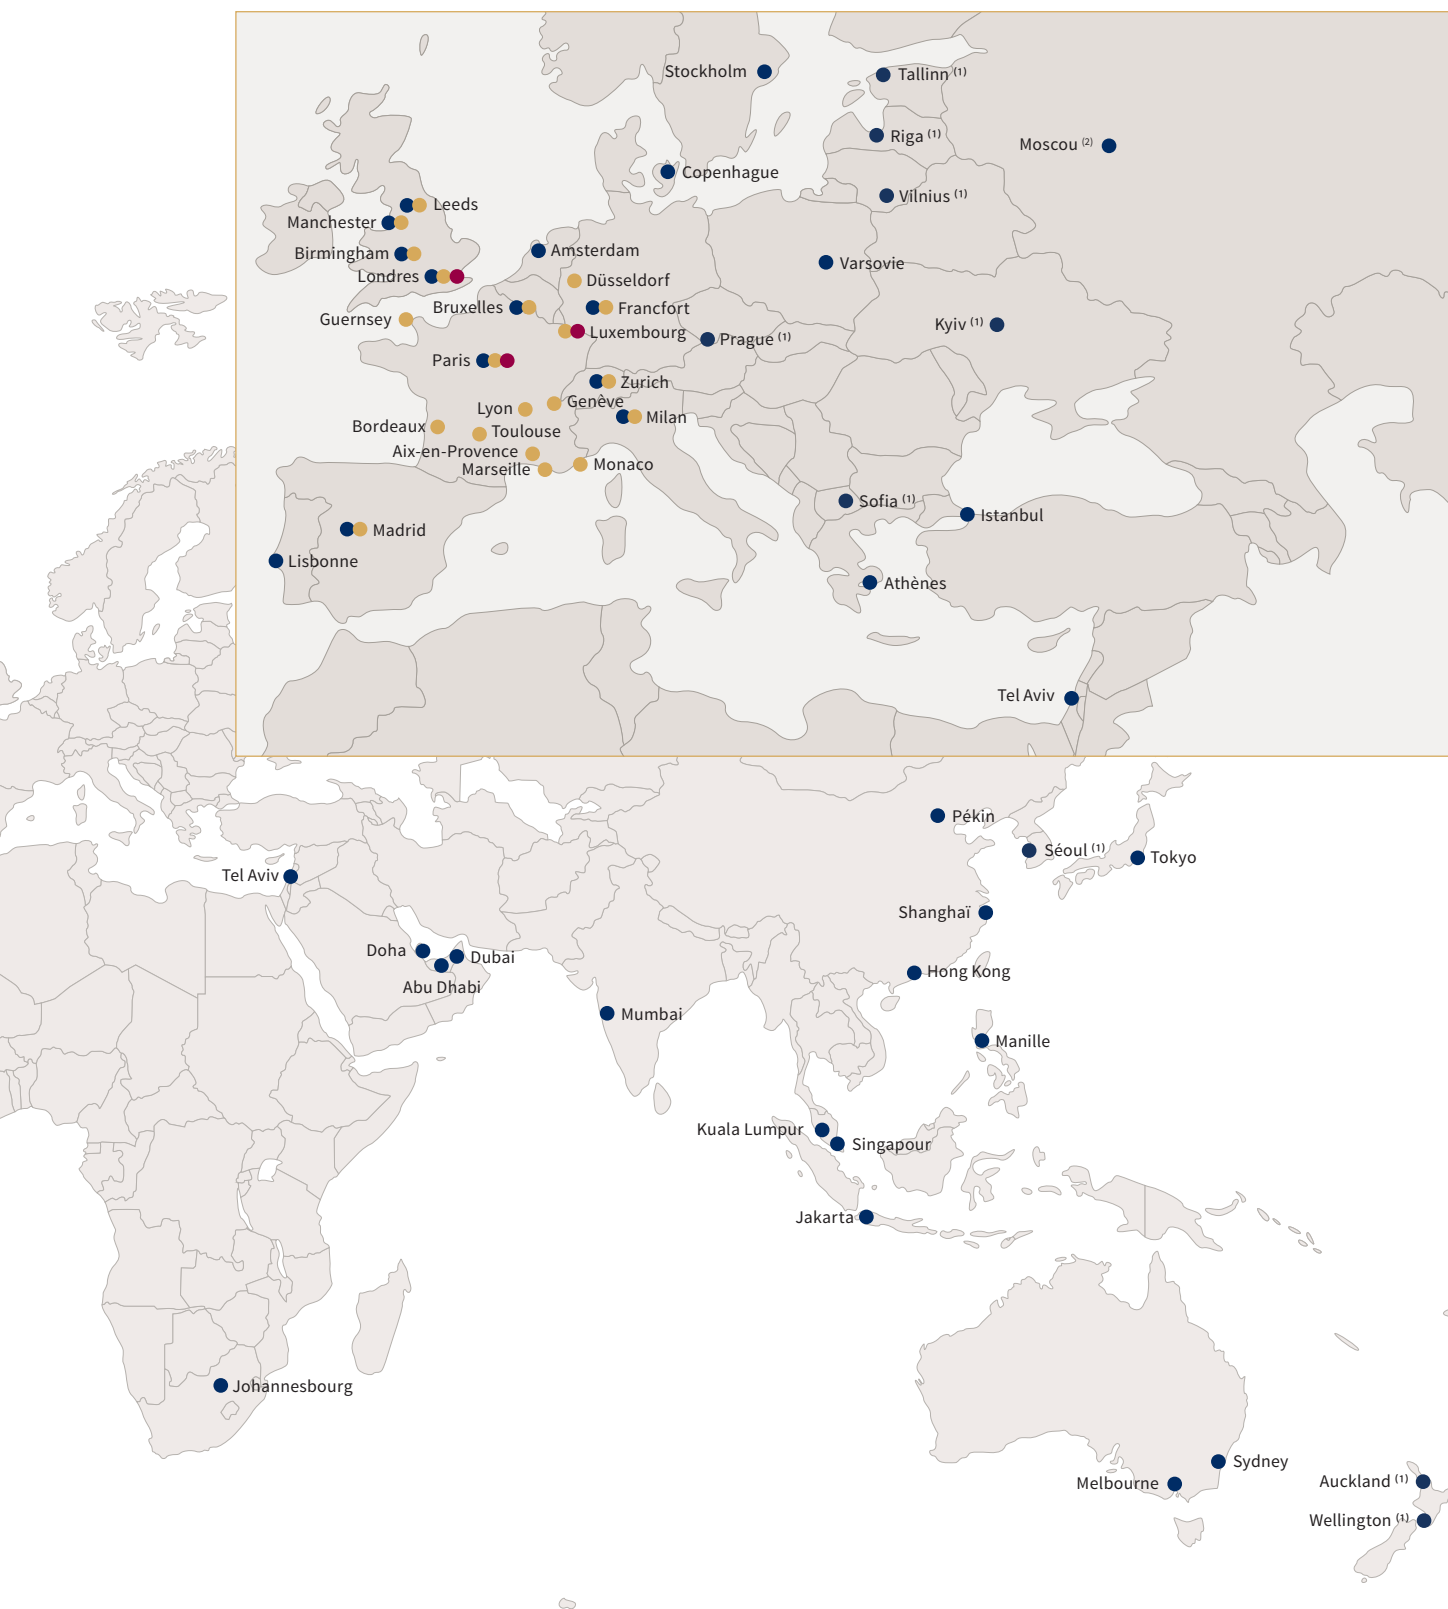 Stockholm
Tallinn (1)
Riga (1)
Moscou (2)
Copenhague
Vilnius (1)
Leeds
Manchester
Birmingham
Amsterdam
Varsovie
Londres
Düsseldorf
Bruxelles
Francfort
Guernsey
Kyiv (1)
Luxembourg
Prague (1)
Paris
Zurich
Genève
Lyon
Milan
Bordeaux
Toulouse
Aix-en-Provence
Marseille
Monaco
Sofia (1)
Istanbul
Madrid
Lisbonne
Athènes
Tel Aviv
Pékin
Séoul (1)
Tokyo
Tel Aviv
Shanghaï
Doha
Dubai
Abu Dhabi
Hong Kong
Mumbai
Manille
Kuala Lumpur
Singapour
Jakarta
Johannesbourg
Sydney
Melbourne
Auckland (1)
Wellington (1)